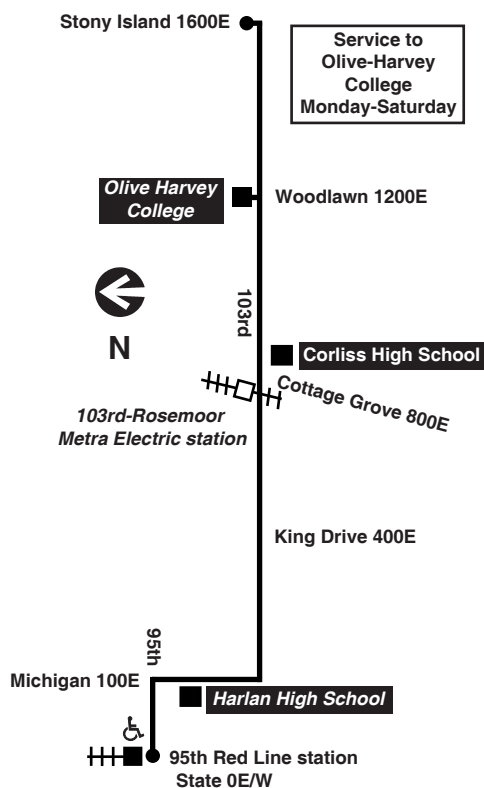 Stony Island 1600E
Service to
Olive-Harvey
College
Monday-Saturday
Olive Harvey
College
Woodlawn 1200E
N
103rd
Corliss High School
Cottage Grove 800E
103rd-Rosemoor
Metra Electric station
King Drive 400E
95th
Michigan 100E
Harlan High School
95th Red Line station
State 0E/W